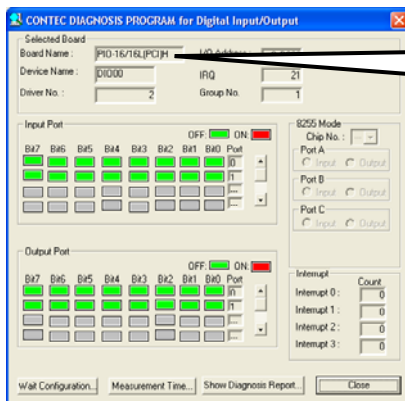 CONTEC DIAGNOSIS PROGRAM for Digital Input/Output
Selected Board
Board Name : PIO-16/16L(PCI)H
Device Name : DIO00 IRQ 21
Driver No. : 2 Group No. 1
Input Port
OFF: ON:
Bit7 Bit6 Bit5 Bit4 Bit3 Bit2 Bit1 Bit0 Port
0
1
---
---
8255 Mode
Chip No. : --
Port A
Input Output
Port B
Input Output
Port C
Input Output
Output Port
OFF: ON:
Bit7 Bit6 Bit5 Bit4 Bit3 Bit2 Bit1 Bit0 Port
0
1
---
---
Interrupt
Count
Interrupt 0 : 0
Interrupt 1 : 0
Interrupt 2 : 0
Interrupt 3 : 0
Wait Configuration... Measurement Time... Show Diagnosis Report... Close